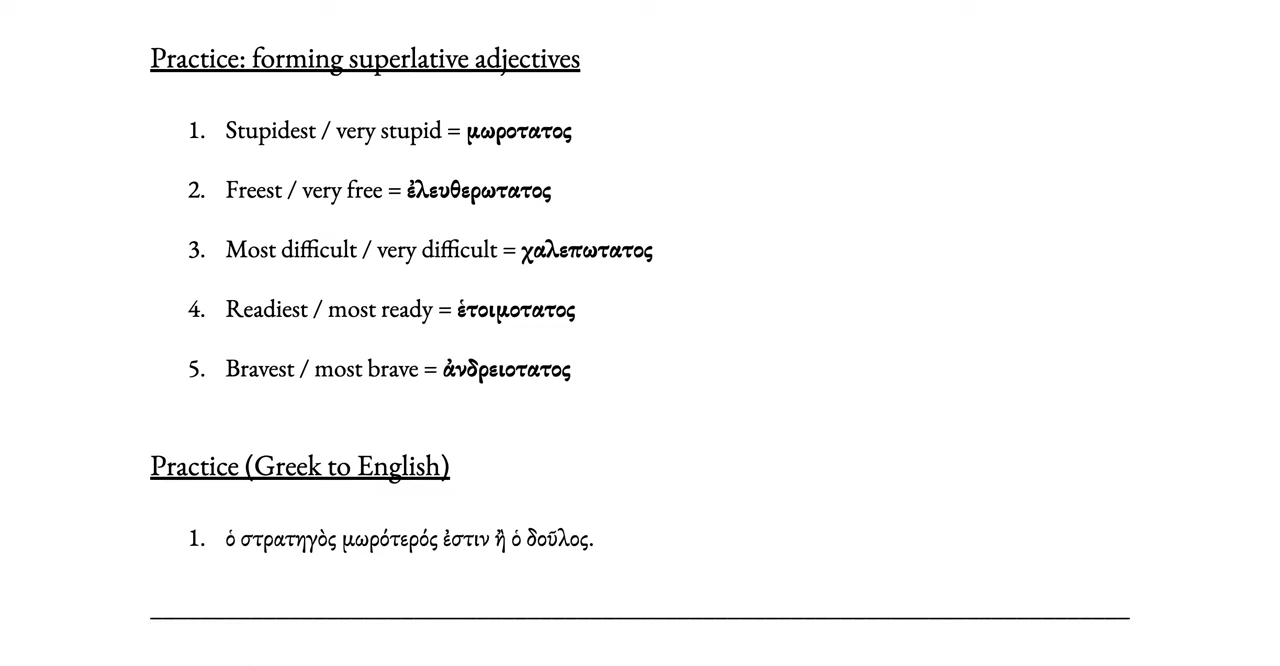 Practice: forming superlative adjectives
1. Stupidest / very stupid = μωροτατος
2. Freest / very free = ἐλευθερωτατος
3. Most difficult / very difficult = χαλεπωτατος
4. Readiest / most ready = ἑτοιμοτατος
5. Bravest / most brave = ἀνδρειοτατος
Practice (Greek to English)
1. ὁ στρατηγὸς μωρότερός ἐστιν ἢ ὁ δοῦλος.